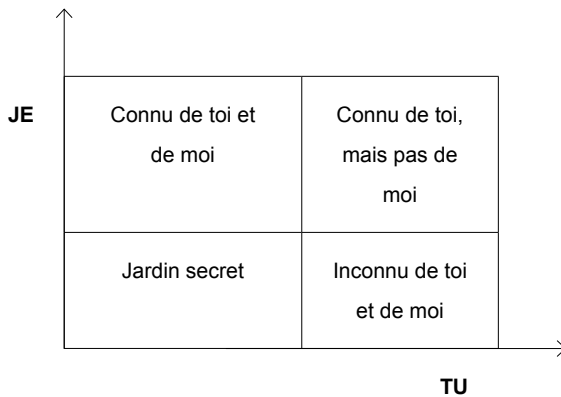 JE
Connu de toi et
de moi
Connu de toi,
mais pas de
moi
Jardin secret
Inconnu de toi
et de moi
TU